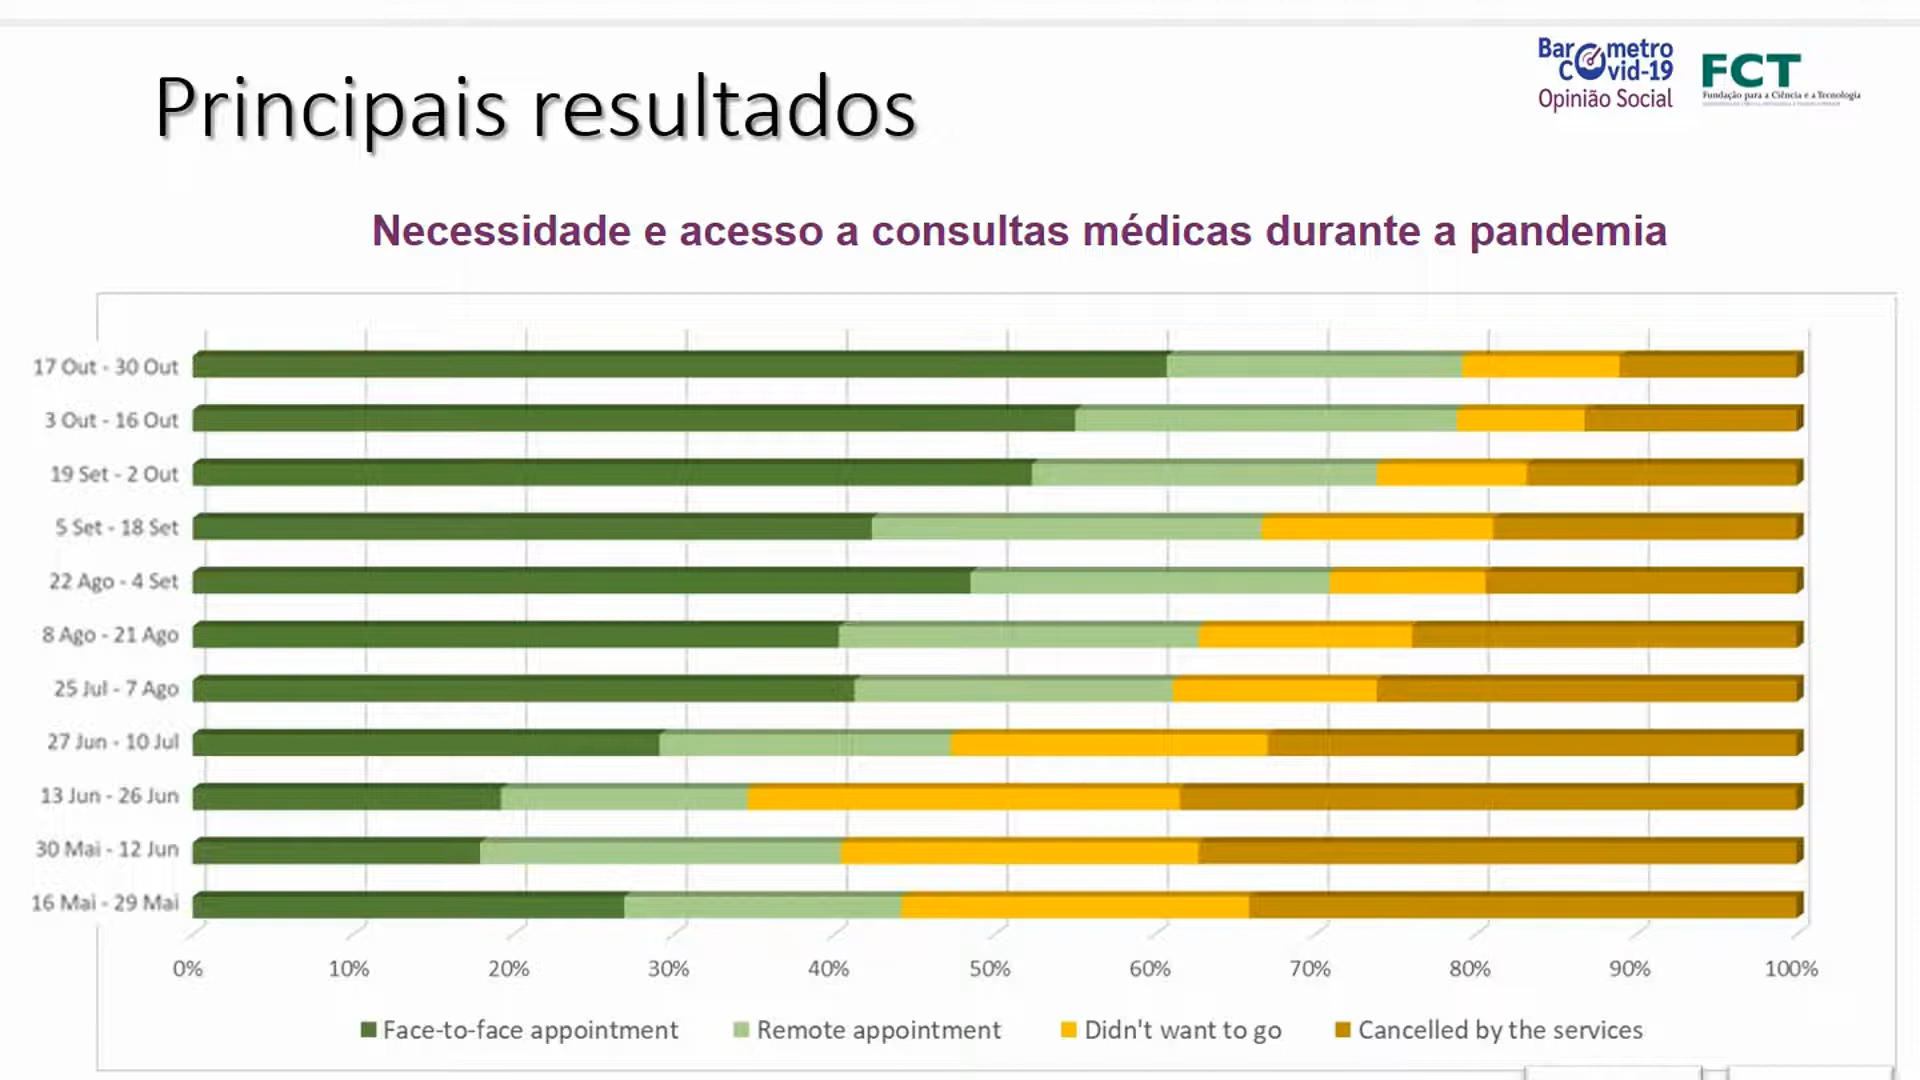 Principais resultados
Barómetro
Covid-19
Opinião Social
FCT
Fundação para a Ciência e a Tecnologia
Necessidade e acesso a consultas médicas durante a pandemia
17 Out - 30 Out
3 Out - 16 Out
19 Set - 2 Out
5 Set - 18 Set
22 Ago - 4 Set
8 Ago - 21 Ago
25 Jul - 7 Ago
27 Jun - 10 Jul
13 Jun - 26 Jun
30 Mai - 12 Jun
16 Mai - 29 Mai
0% 10% 20% 30% 40% 50% 60% 70% 80% 90% 100%
Face-to-face appointment Remote appointment Didn't want to go Cancelled by the services